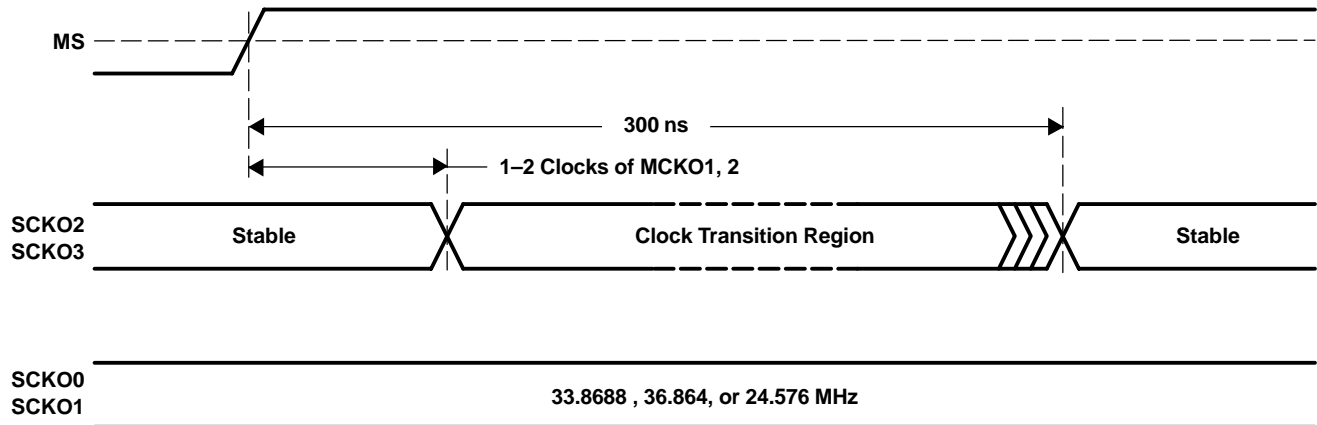 MS
300 ns
1–2 Clocks of MCKO1, 2
SCKO2
SCKO3
Stable
Clock Transition Region
Stable
SCKO0
SCKO1
33.8688 , 36.864, or 24.576 MHz